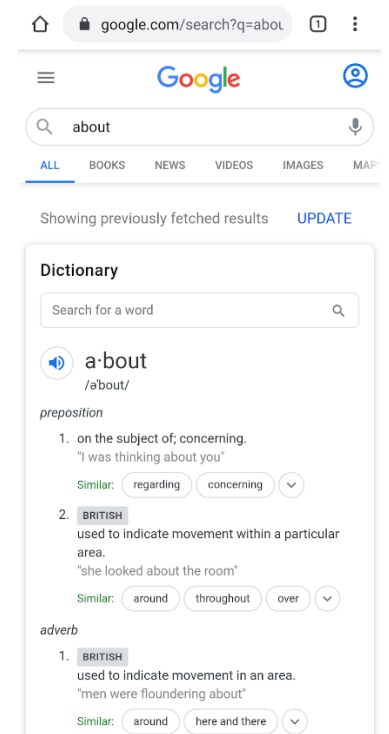 google.com/search?q=abou
1
Google
about
ALL BOOKS NEWS VIDEOS IMAGES MAP
Showing previously fetched results UPDATE
Dictionary
Search for a word
a·bout
/əˈbout/
preposition
1. on the subject of; concerning.
"I was thinking about you"
Similar: regarding concerning
2. BRITISH
used to indicate movement within a particular
area.
"she looked about the room"
Similar: around throughout over
adverb
1. BRITISH
used to indicate movement in an area.
"men were floundering about"
Similar: around here and there